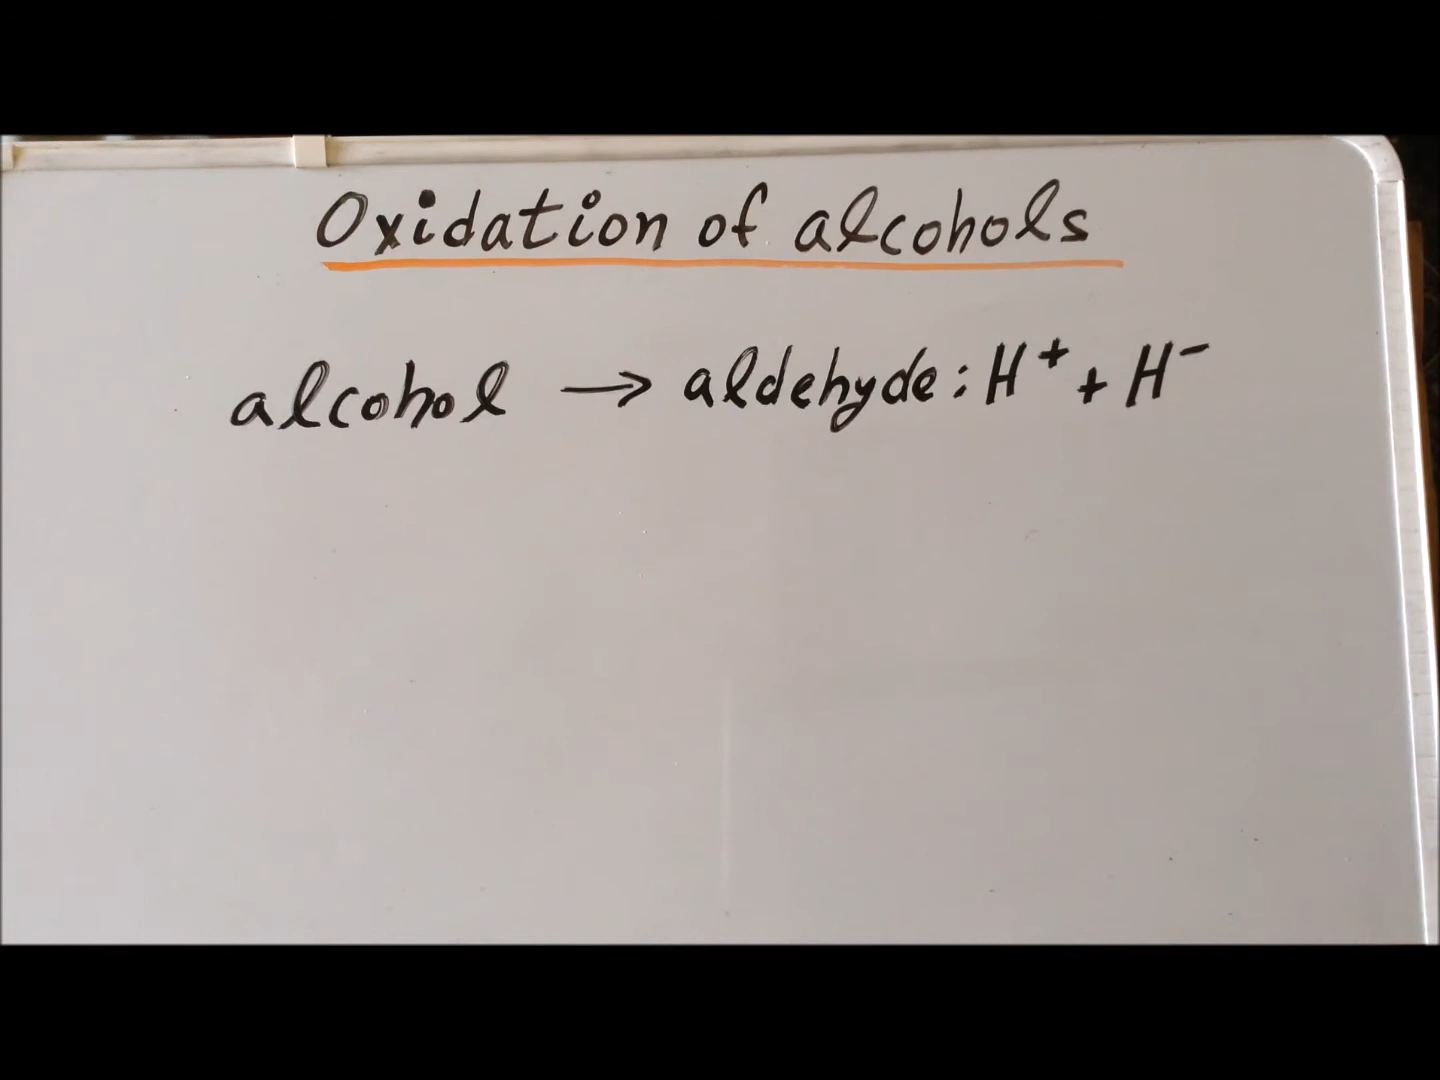 Oxidation of alcohols
alcohol → aldehyde: H⁺ + H⁻